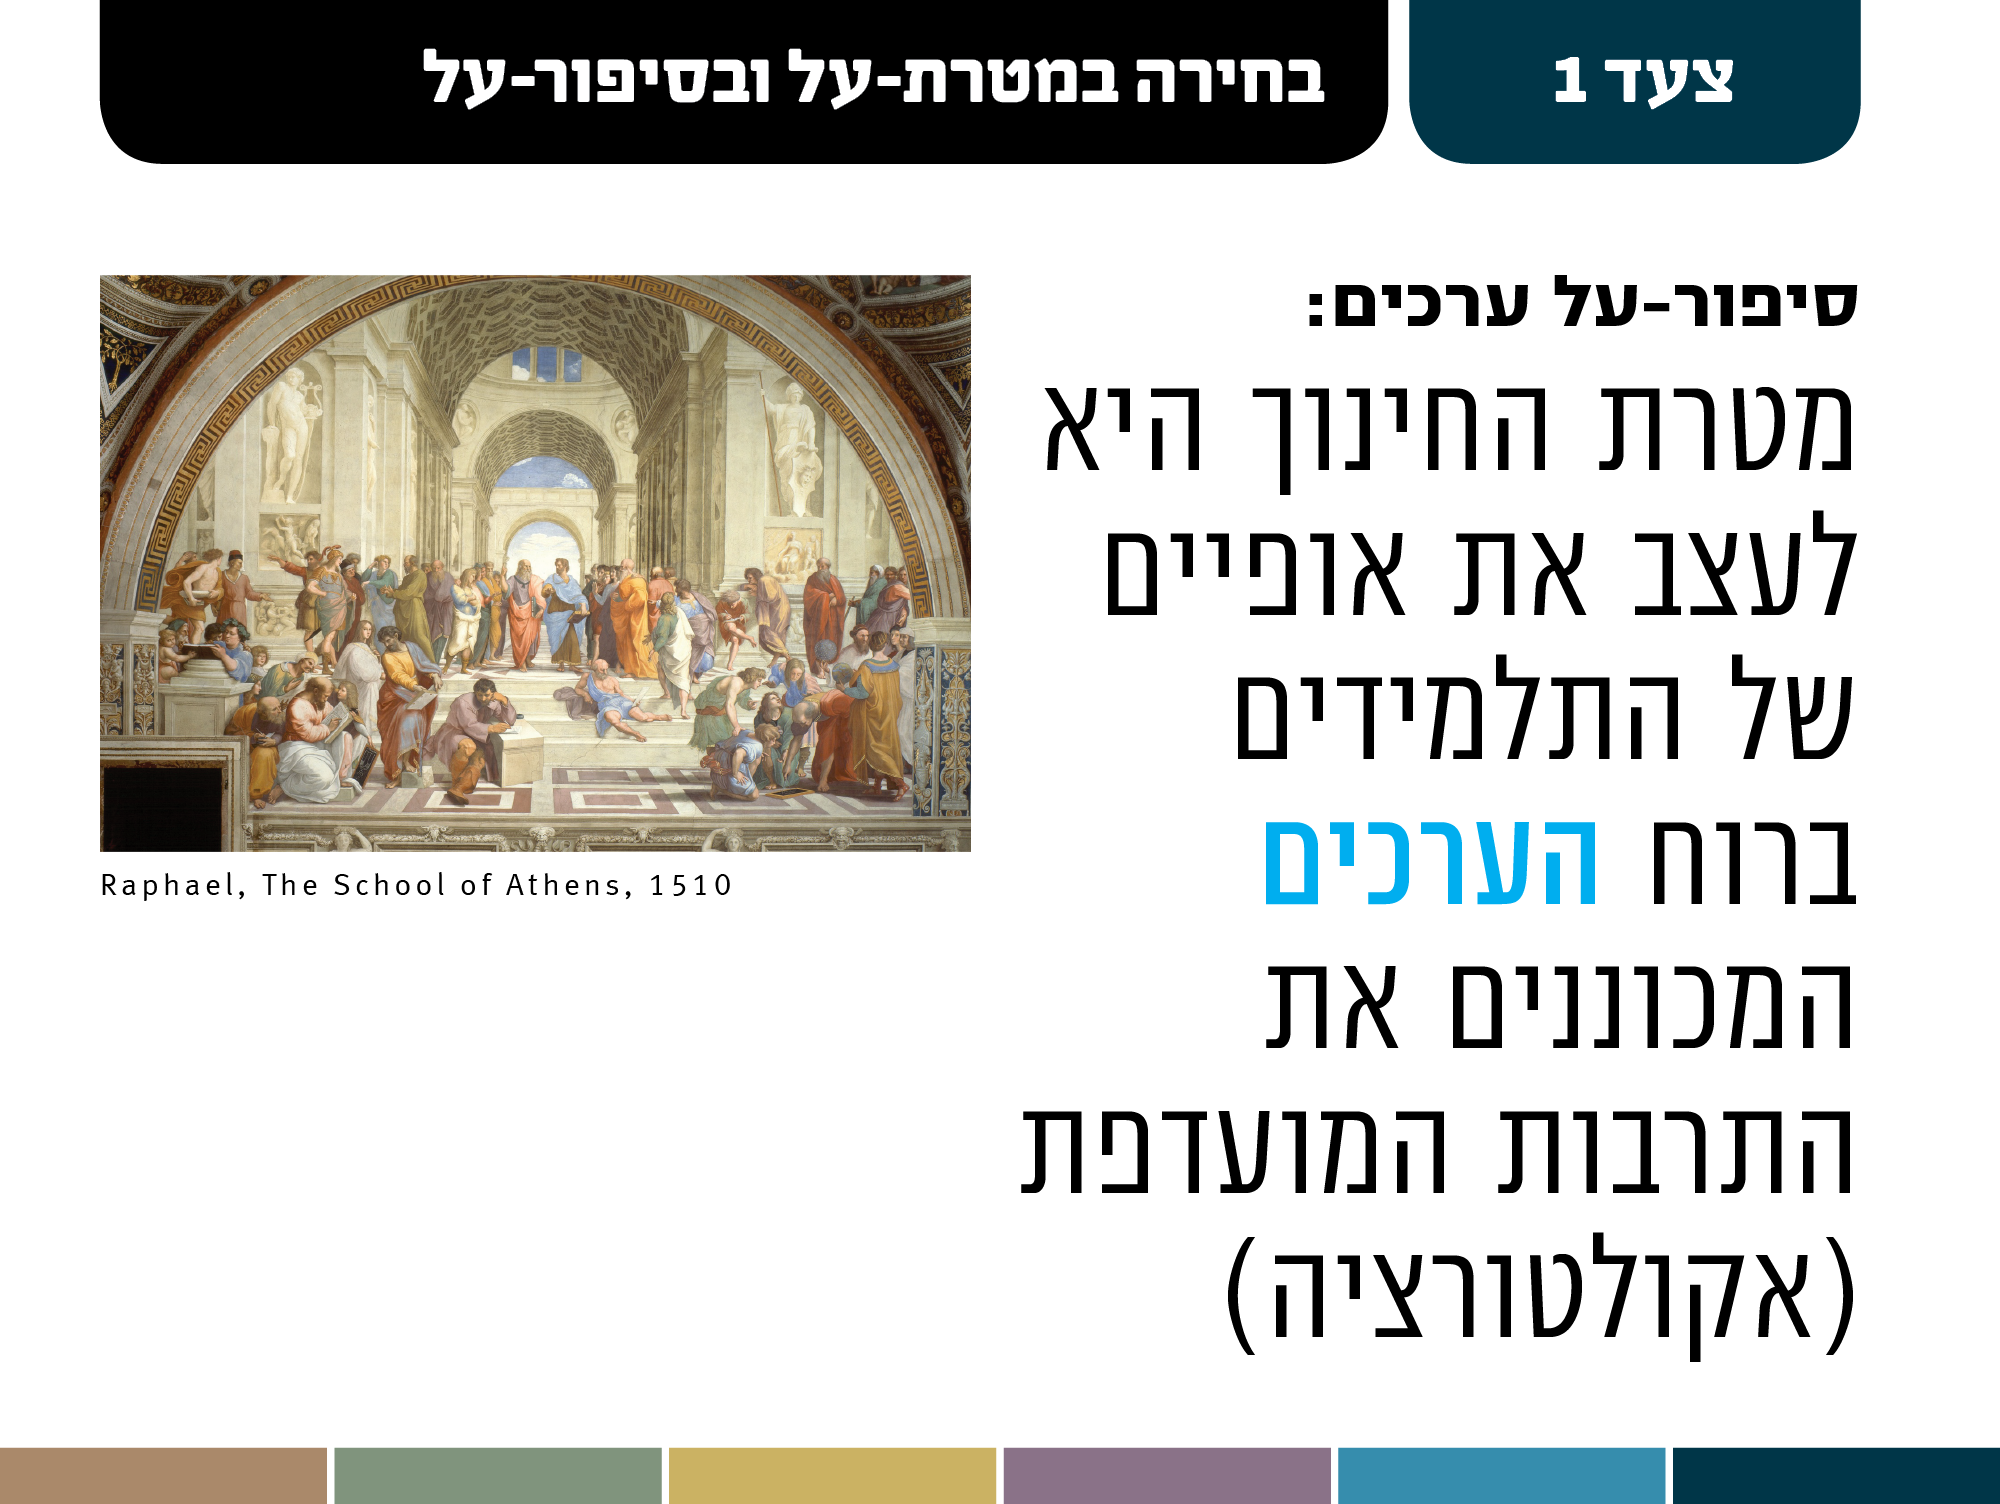 צעד 1
בחירה במטרת-על ובסיפור-על
סיפור-על ערכים:
מטרת החינוך היא
לעצב את אופיים
של התלמידים
ברוח הערכים
המכוננים את
התרבות המועדפת
(אקולטורציה)
Raphael, The School of Athens, 1510